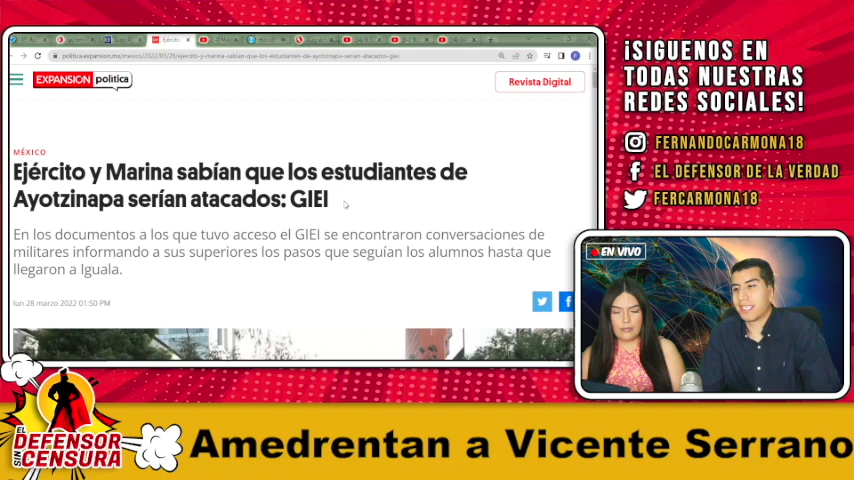 politica.expansion.mx/mexico/2022/03/28/ejercito-y-marina-sabian-que-los-estudiantes-de-ayotzinapa-serian-atacados-giei
EXPANSION política
Revista Digital
MÉXICO
Ejército y Marina sabían que los estudiantes de
Ayotzinapa serían atacados: GIEI
En los documentos a los que tuvo acceso el GIEI se encontraron conversaciones de
militares informando a sus superiores los pasos que seguían los alumnos hasta que
llegaron a Iguala.
lun 28 marzo 2022 01:50 PM
¡SIGUENOS EN
TODAS NUESTRAS
REDES SOCIALES!
FERNANDOCARMONA18
EL DEFENSOR DE LA VERDAD
FERCARMONA18
EN VIVO
EL
DEFENSOR
SIN
CENSURA
Amedrentan a Vicente Serrano